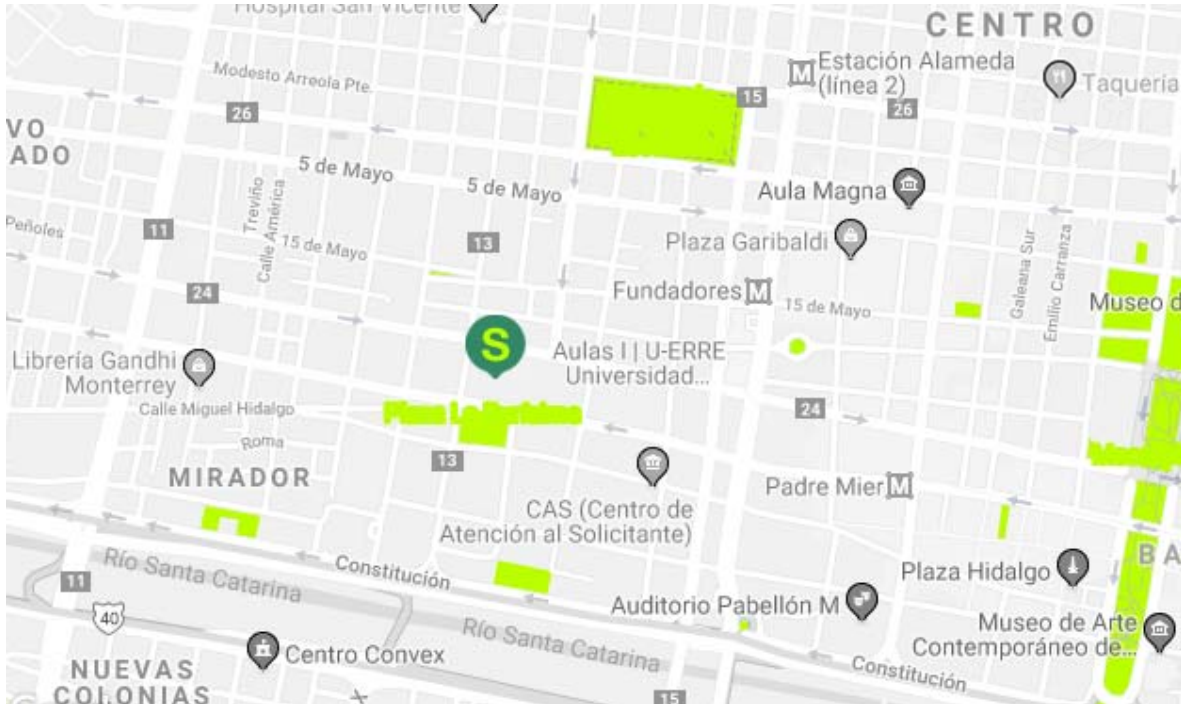 Hospital San Vicente
CENTRO
Modesto Arreola Pte.
Estación Alameda
(línea 2)
Taquería
26
15
26
VO
ADO
5 de Mayo
5 de Mayo
Aula Magna
Peñoles
11
Treviño
Calle América
15 de Mayo
13
Plaza Garibaldi
Galeana Sur
Emilio Carranza
24
Fundadores
15 de Mayo
Museo d
S
Librería Gandhi
Monterrey
Aulas I | U-ERRE
Universidad...
Calle Miguel Hidalgo
24
Roma
13
MIRADOR
CAS (Centro de
Atención al Solicitante)
Padre Mier
Río Santa Catarina
Constitución
BA
11
40
Plaza Hidalgo
Auditorio Pabellón M
Río Santa Catarina
Museo de Arte
Contemporáneo de...
Centro Convex
Constitución
NUEVAS
COLONIAS
15